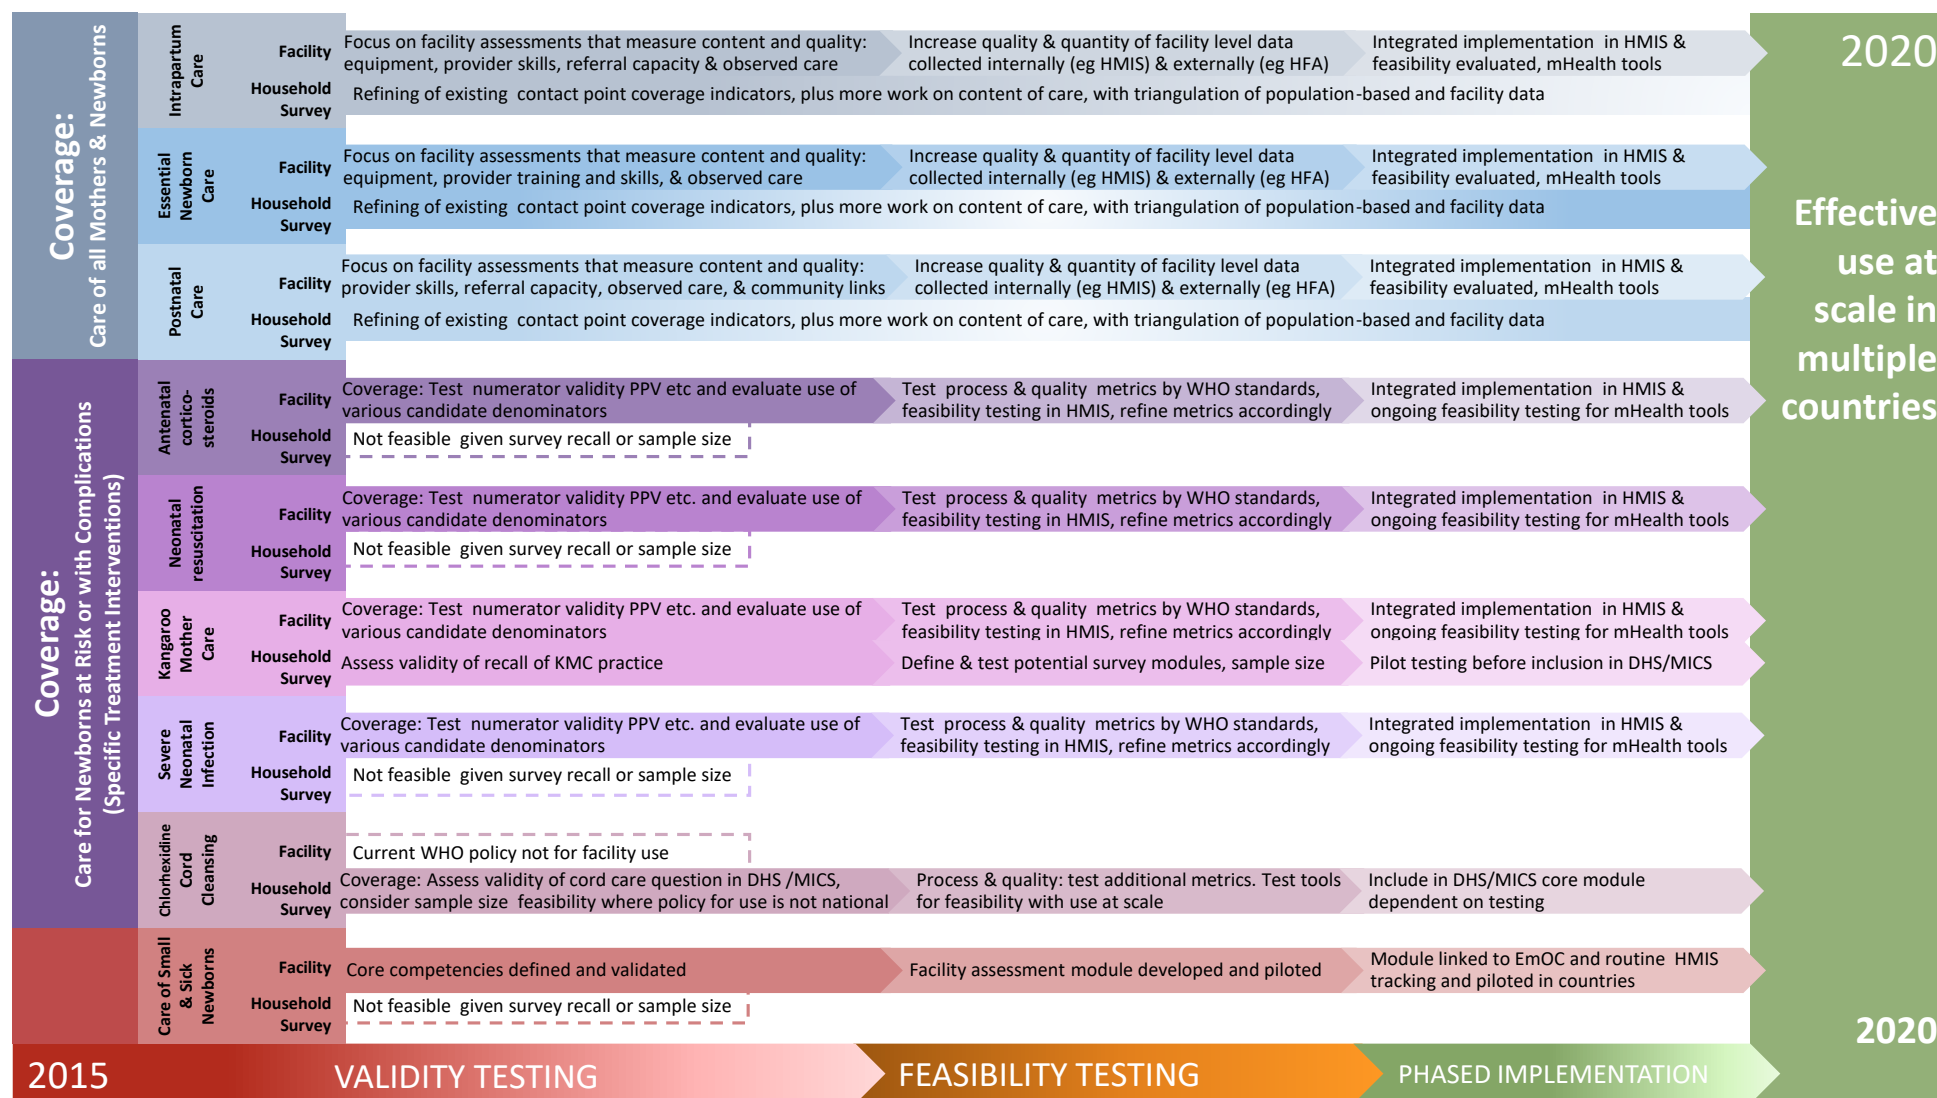 Coverage:
Care of all Mothers & Newborns
Intrapartum
Care
Facility
Focus on facility assessments that measure content and quality:
equipment, provider skills, referral capacity & observed care
Increase quality & quantity of facility level data
collected internally (eg HMIS) & externally (eg HFA)
Integrated implementation in HMIS &
feasibility evaluated, mHealth tools
Household
Survey
Refining of existing contact point coverage indicators, plus more work on content of care, with triangulation of population-based and facility data
Essential
Newborn
Care
Facility
Focus on facility assessments that measure content and quality:
equipment, provider training and skills, & observed care
Increase quality & quantity of facility level data
collected internally (eg HMIS) & externally (eg HFA)
Integrated implementation in HMIS &
feasibility evaluated, mHealth tools
Household
Survey
Refining of existing contact point coverage indicators, plus more work on content of care, with triangulation of population-based and facility data
Postnatal
Care
Facility
Focus on facility assessments that measure content and quality:
provider skills, referral capacity, observed care, & community links
Increase quality & quantity of facility level data
collected internally (eg HMIS) & externally (eg HFA)
Integrated implementation in HMIS &
feasibility evaluated, mHealth tools
Household
Survey
Refining of existing contact point coverage indicators, plus more work on content of care, with triangulation of population-based and facility data
Coverage:
Care for Newborns at Risk or with Complications
(Specific Treatment Interventions)
Antenatal
cortico-
steroids
Facility
Coverage: Test numerator validity PPV etc and evaluate use of
various candidate denominators
Test process & quality metrics by WHO standards,
feasibility testing in HMIS, refine metrics accordingly
Integrated implementation in HMIS &
ongoing feasibility testing for mHealth tools
Household
Survey
Not feasible given survey recall or sample size
Neonatal
resuscitation
Facility
Coverage: Test numerator validity PPV etc. and evaluate use of
various candidate denominators
Test process & quality metrics by WHO standards,
feasibility testing in HMIS, refine metrics accordingly
Integrated implementation in HMIS &
ongoing feasibility testing for mHealth tools
Household
Survey
Not feasible given survey recall or sample size
Kangaroo
Mother
Care
Facility
Coverage: Test numerator validity PPV etc. and evaluate use of
various candidate denominators
Test process & quality metrics by WHO standards,
feasibility testing in HMIS, refine metrics accordingly
Integrated implementation in HMIS &
ongoing feasibility testing for mHealth tools
Household
Survey
Assess validity of recall of KMC practice
Define & test potential survey modules, sample size
Pilot testing before inclusion in DHS/MICS
Severe
Neonatal
Infection
Facility
Coverage: Test numerator validity PPV etc. and evaluate use of
various candidate denominators
Test process & quality metrics by WHO standards,
feasibility testing in HMIS, refine metrics accordingly
Integrated implementation in HMIS &
ongoing feasibility testing for mHealth tools
Household
Survey
Not feasible given survey recall or sample size
Chlorhexidine
Cord
Cleansing
Facility
Current WHO policy not for facility use
Household
Survey
Coverage: Assess validity of cord care question in DHS /MICS,
consider sample size feasibility where policy for use is not national
Process & quality: test additional metrics. Test tools
for feasibility with use at scale
Include in DHS/MICS core module
dependent on testing
Care of Small
& Sick
Newborns
Facility
Core competencies defined and validated
Facility assessment module developed and piloted
Module linked to EmOC and routine HMIS
tracking and piloted in countries
Household
Survey
Not feasible given survey recall or sample size
2020
Effective
use at
scale in
multiple
countries
2020
2015
VALIDITY TESTING
FEASIBILITY TESTING
PHASED IMPLEMENTATION